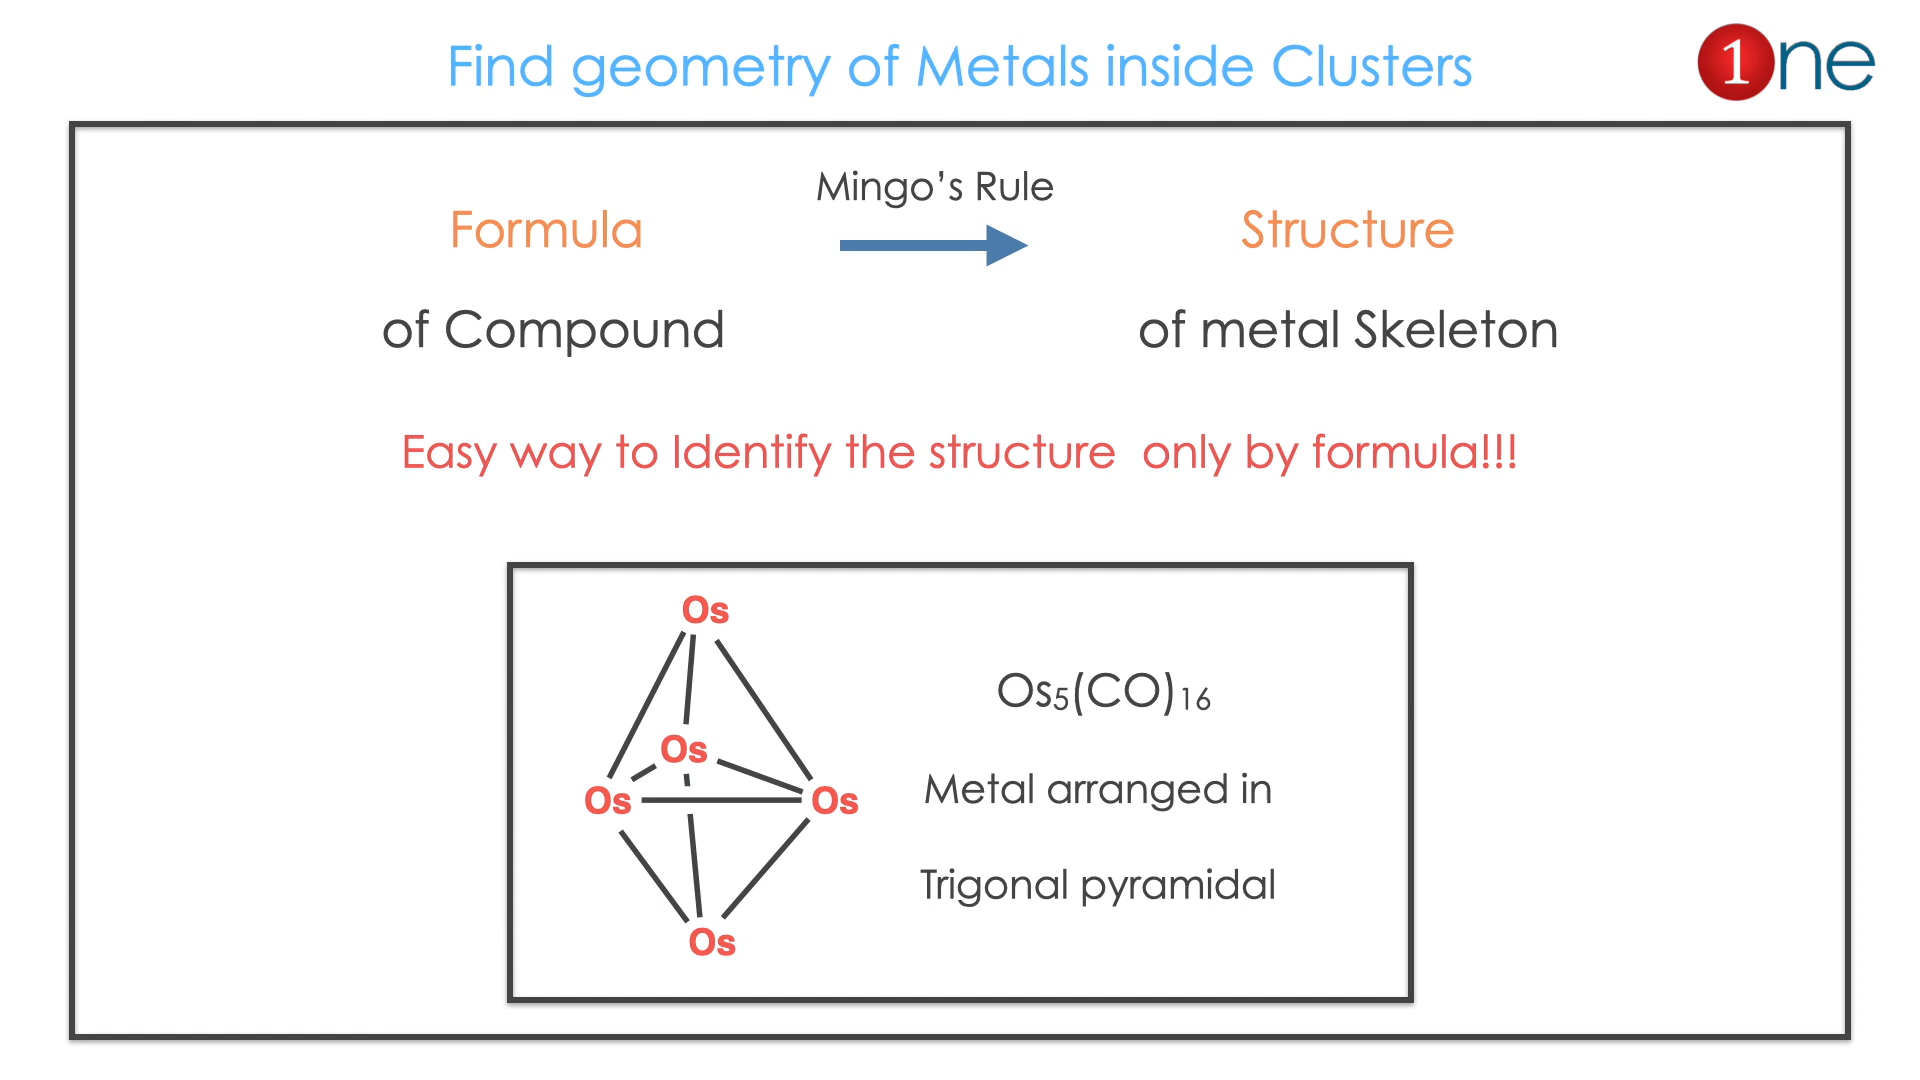 Find geometry of Metals inside Clusters
1ne
Mingo’s Rule
Formula
Structure
of Compound
of metal Skeleton
Easy way to Identify the structure only by formula!!!
Os
Os
Os
Os
Os
Os₅(CO)₁₆
Metal arranged in
Trigonal pyramidal